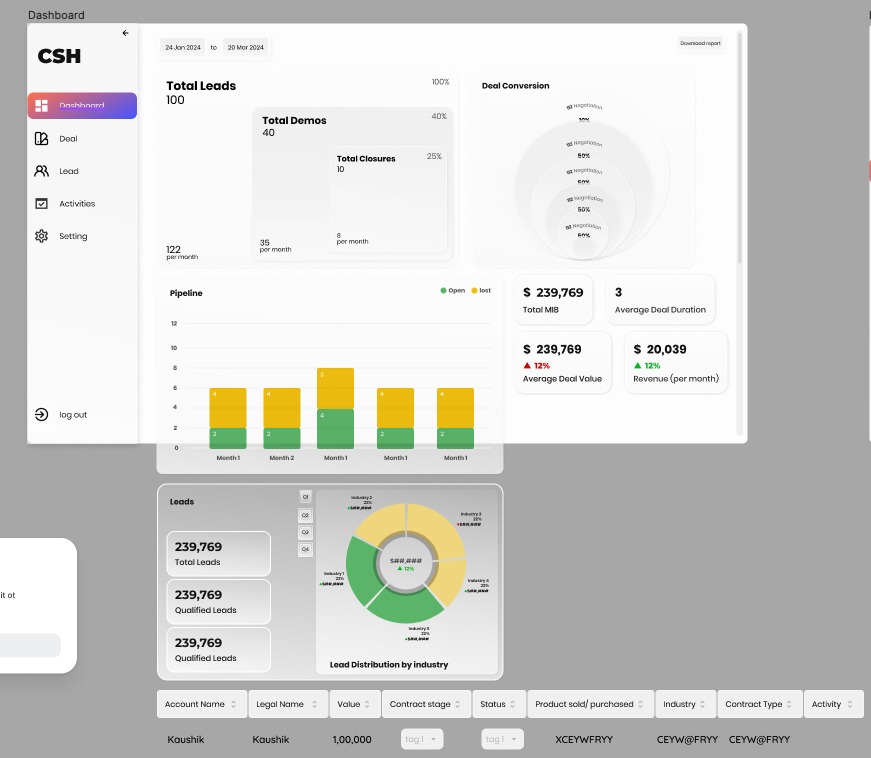 Dashboard
CSH
24 Jan 2024 to 20 Mar 2024
Download report
Dashboard
Deal
Lead
Activities
Setting
log out
Total Leads
100%
100
Total Demos
40%
40
Total Closures
25%
10
8
per month
35
per month
122
per month
Deal Conversion
Negotiation
Negotiation
50%
Negotiation
50%
Negotiation
50%
Negotiation
50%
Pipeline
Open lost
12
10
8
6
4
2
0
4
4
3
4
4
2
2
4
2
2
Month 1
Month 2
Month 1
Month 1
Month 1
$ 239,769
Total MIB
3
Average Deal Duration
$ 239,769
12%
Average Deal Value
$ 20,039
12%
Revenue (per month)
Leads
239,769
Total Leads
239,769
Qualified Leads
239,769
Qualified Leads
Q1
Q2
Q3
Q4
Industry 2
22%
$##,###
Industry 3
22%
$##,###
Industry 1
22%
$##,###
$##,###
12%
Industry 4
22%
$##,###
Industry 5
22%
$##,###
Lead Distribution by industry
it ot
Account Name Legal Name Value Contract stage Status Product sold/ purchased Industry Contract Type Activity
Kaushik Kaushik 1,00,000 tag 1 tag 1 XCEYWFRYY CEYW@FRYY CEYW@FRYY